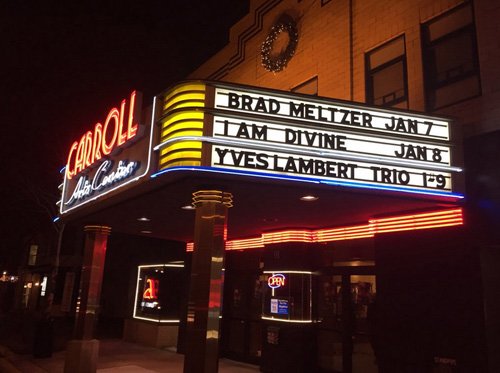 CARROLL
Arts Center
BRAD MELTZER JAN 7
I AM DIVINE JAN 8
YVES LAMBERT TRIO 1-9
OPEN